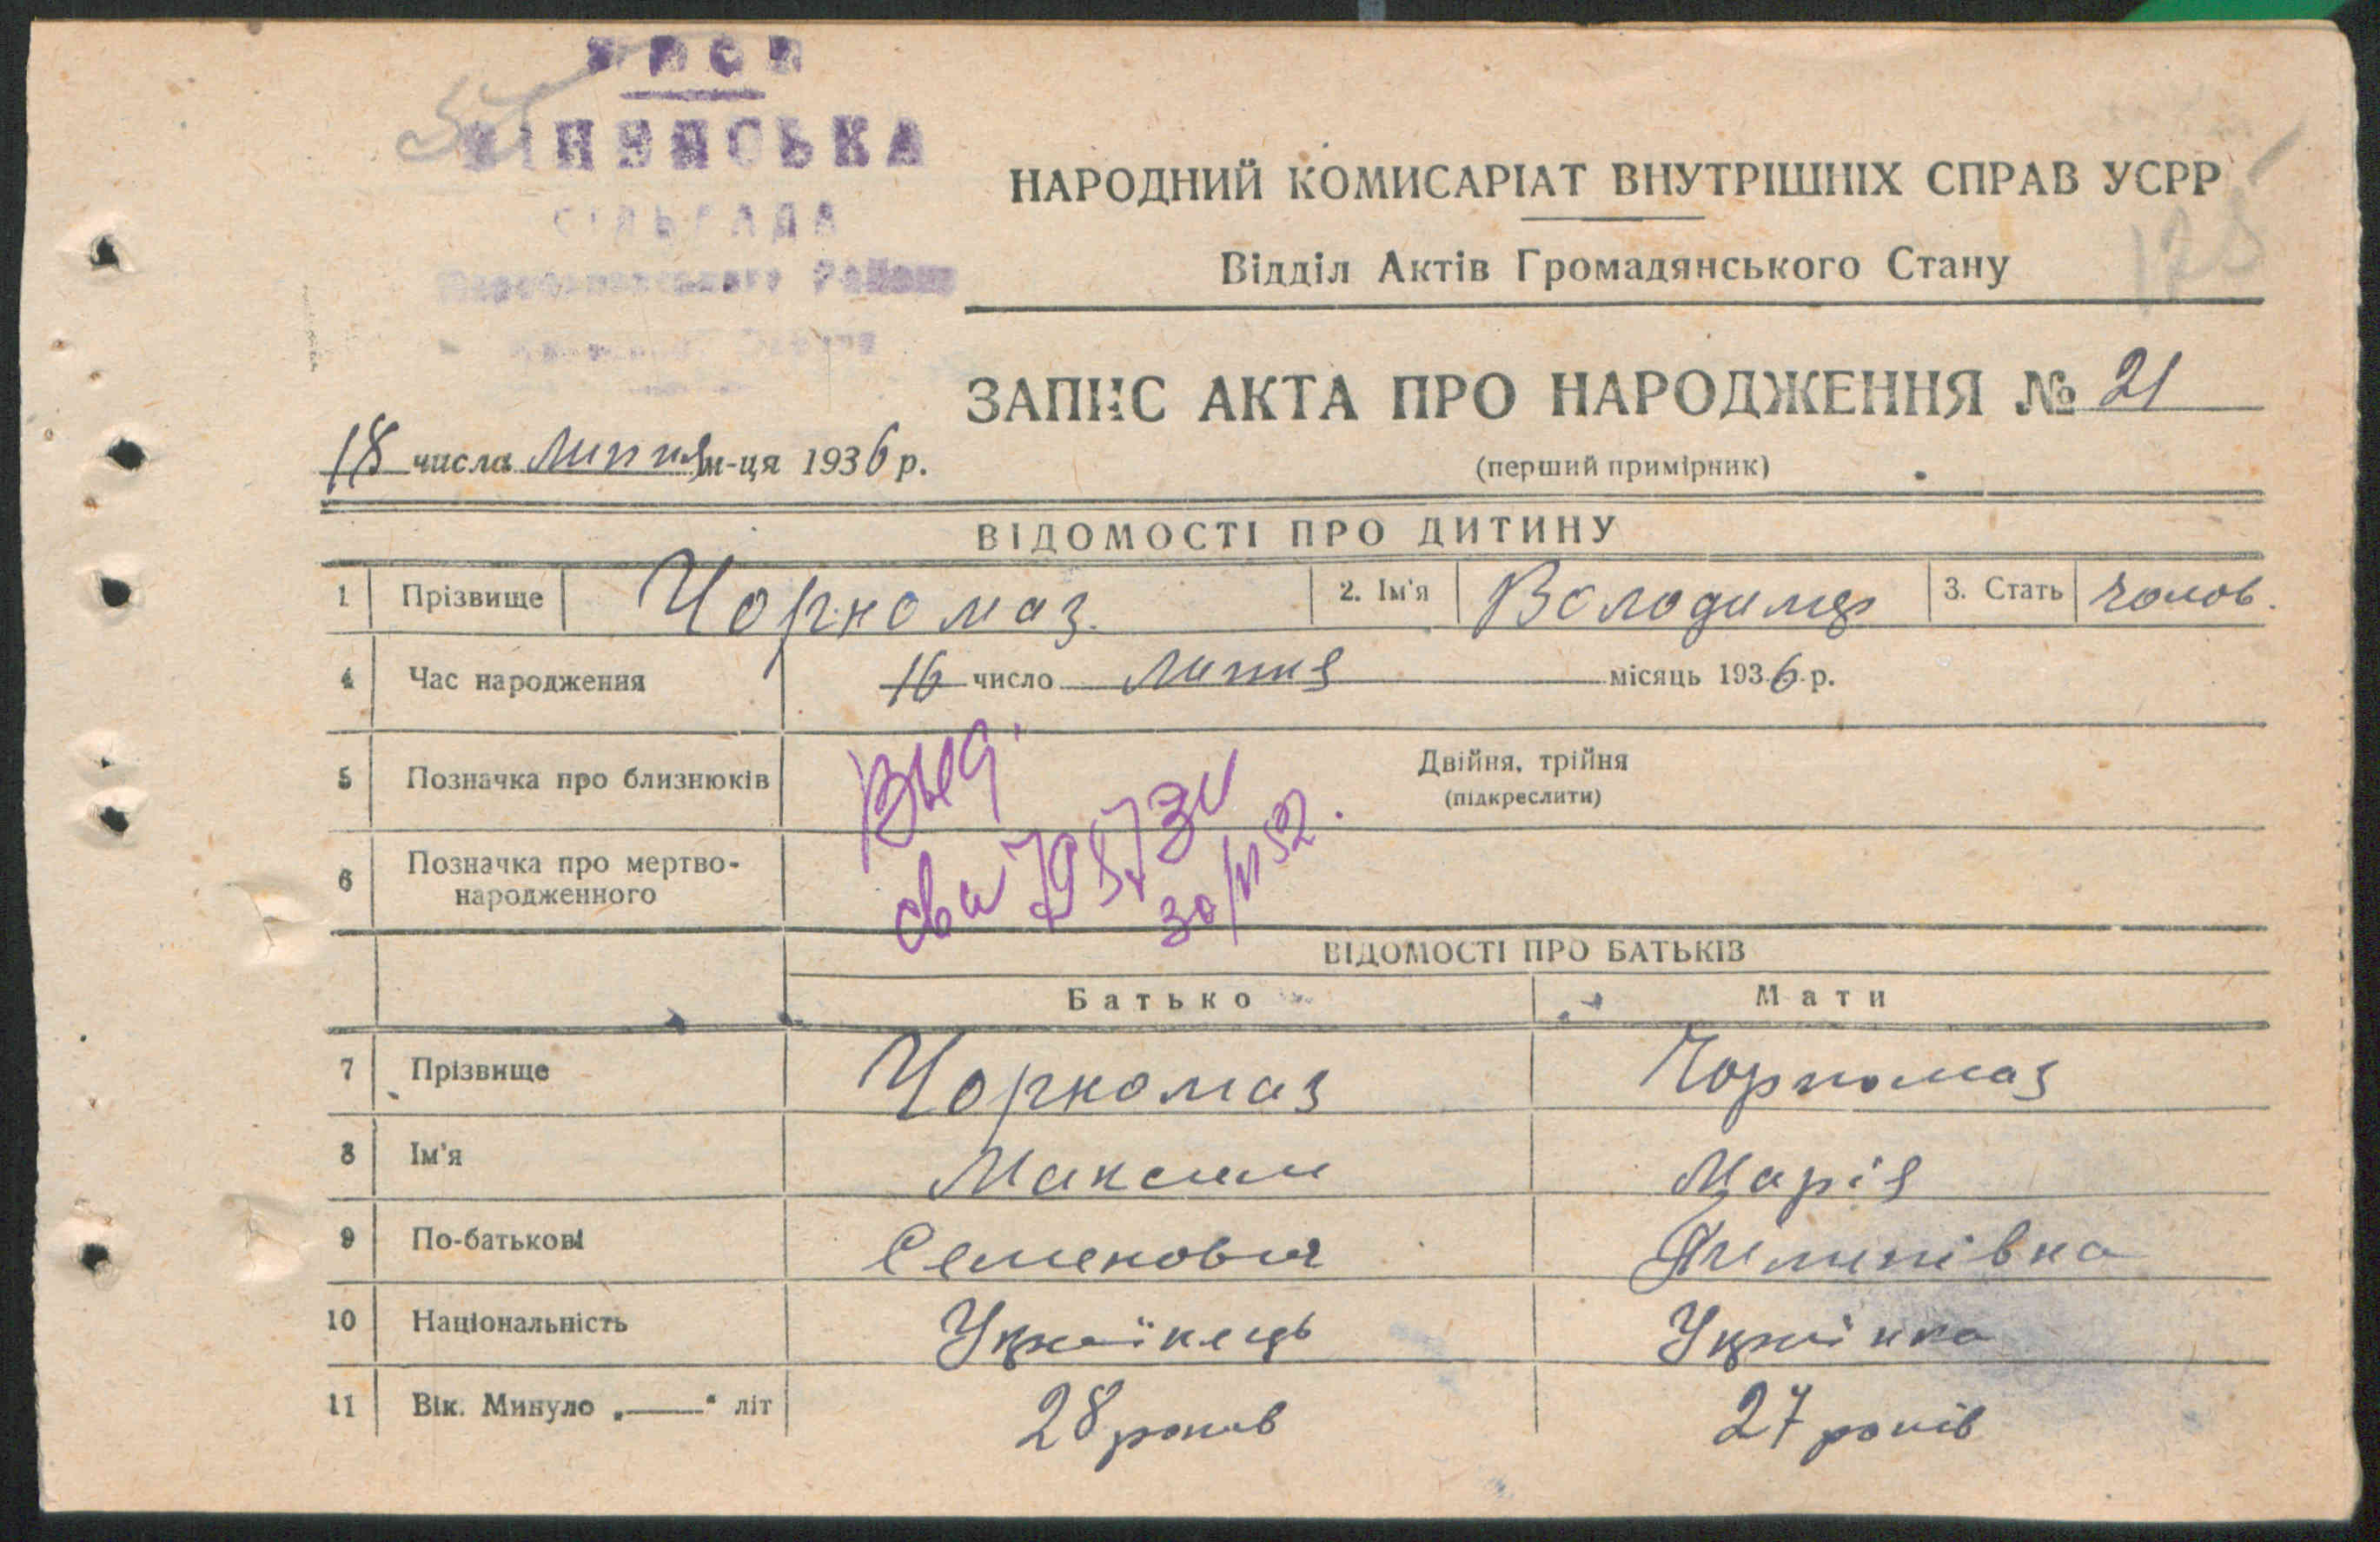 СІЛЬРАДА
НАРОДНИЙ КОМИСАРІАТ ВНУТРІШНІХ СПРАВ УСРР
Відділ Актів Громадянського Стану
ЗАПИС АКТА ПРО НАРОДЖЕННЯ № 21
18 числа липня м-ця 1936 р.
(перший примірник)
ВІДОМОСТІ ПРО ДИТИНУ
1 Прізвище Чорномаз 2. Ім'я Володимер 3. Стать чолов.
4 Час народження 16 число липня місяць 1936 р.
5 Позначка про близнюків Двійня, трійня
(підкреслити)
Выд.
6 Позначка про мертво-
народженного
ВІДОМОСТІ ПРО БАТЬКІВ
Батько Мати
7 Прізвище Чорномаз Чорномаз
8 Ім'я Максим Марія
9 По-батькові Семенович Пилипівна
10 Національність Українець Українка
11 Вік. Минуло „——“ літ 28 років 27 років